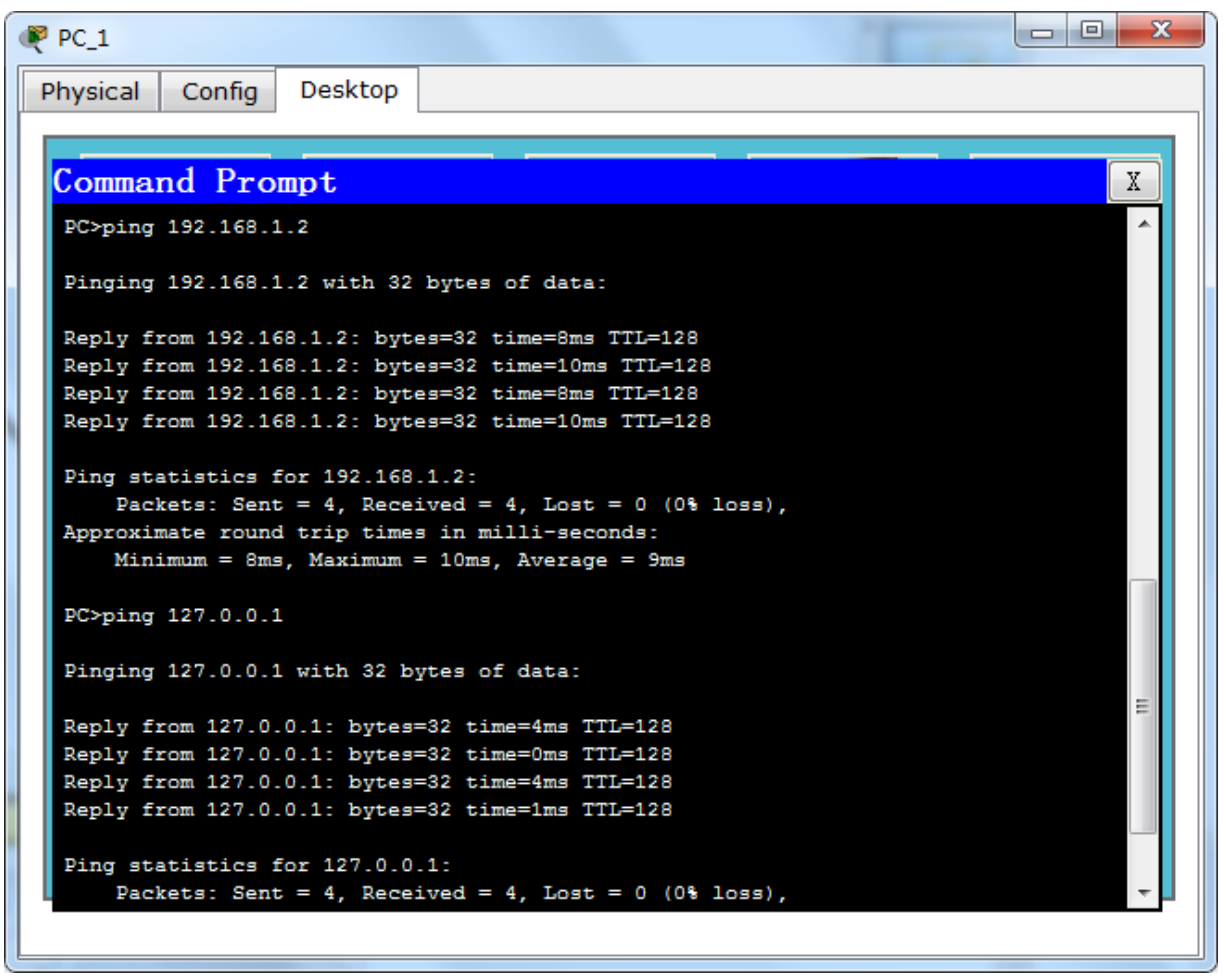 PC_1
Physical Config Desktop
Command Prompt X
PC>ping 192.168.1.2
Pinging 192.168.1.2 with 32 bytes of data:
Reply from 192.168.1.2: bytes=32 time=8ms TTL=128
Reply from 192.168.1.2: bytes=32 time=10ms TTL=128
Reply from 192.168.1.2: bytes=32 time=8ms TTL=128
Reply from 192.168.1.2: bytes=32 time=10ms TTL=128
Ping statistics for 192.168.1.2:
Packets: Sent = 4, Received = 4, Lost = 0 (0% loss),
Approximate round trip times in milli-seconds:
Minimum = 8ms, Maximum = 10ms, Average = 9ms
PC>ping 127.0.0.1
Pinging 127.0.0.1 with 32 bytes of data:
Reply from 127.0.0.1: bytes=32 time=4ms TTL=128
Reply from 127.0.0.1: bytes=32 time=0ms TTL=128
Reply from 127.0.0.1: bytes=32 time=4ms TTL=128
Reply from 127.0.0.1: bytes=32 time=1ms TTL=128
Ping statistics for 127.0.0.1:
Packets: Sent = 4, Received = 4, Lost = 0 (0% loss),